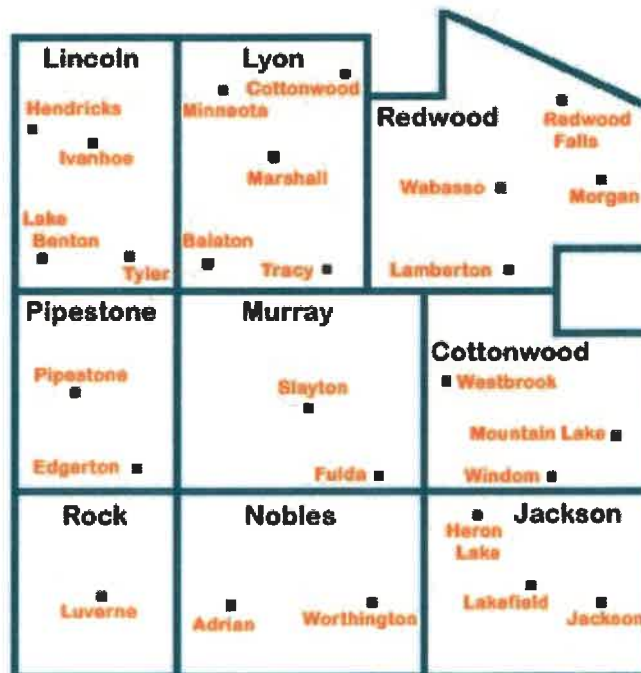 Lincoln
Hendricks
Ivanhoe
Lake
Benton
Tyler
Lyon
Cottonwood
Minneota
Marshall
Balaton
Tracy
Redwood
Redwood
Falls
Wabasso
Morgan
Lamberton
Pipestone
Pipestone
Edgerton
Murray
Slayton
Fulda
Cottonwood
Westbrook
Mountain Lake
Windom
Rock
Luverne
Nobles
Adrian
Worthington
Jackson
Heron
Lake
Lakefield
Jackson